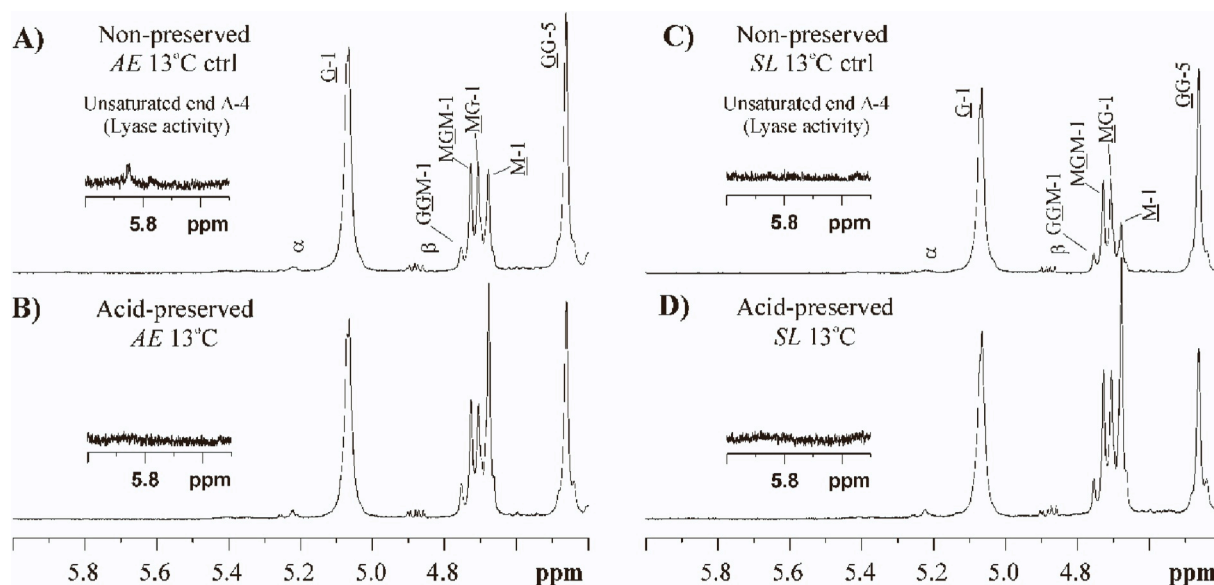 A)
Non-preserved
AE 13°C ctrl
Unsaturated end A-4
(Lyase activity)
5.8 ppm
α
G-1
β
GGM-1
MGM-1
MG-1
M-1
GG-5
B)
Acid-preserved
AE 13°C
5.8 ppm
5.8 5.6 5.4 5.2 5.0 4.8 ppm
C)
Non-preserved
SL 13°C ctrl
Unsaturated end A-4
(Lyase activity)
5.8 ppm
α
G-1
β
GGM-1
MGM-1
MG-1
M-1
GG-5
D)
Acid-preserved
SL 13°C
5.8 ppm
5.8 5.6 5.4 5.2 5.0 4.8 ppm